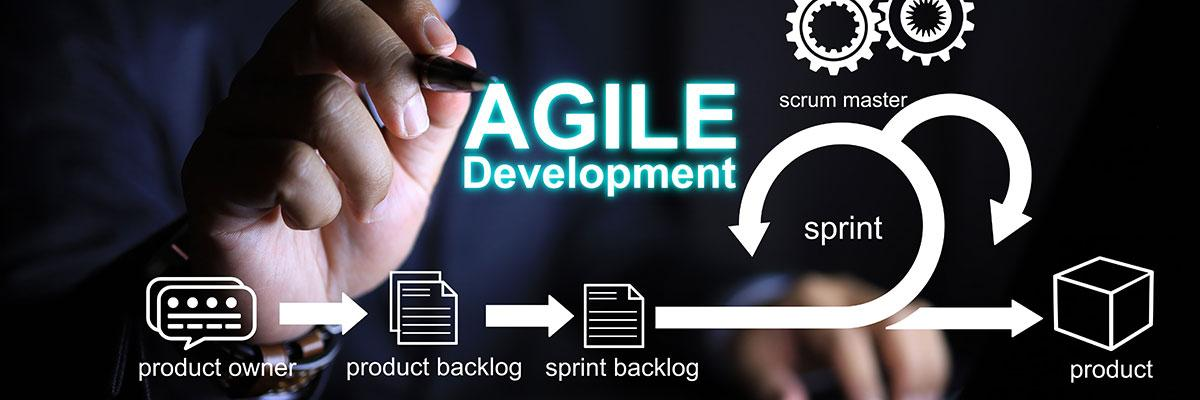 AGILE
Development
scrum master
sprint
product owner
product backlog
sprint backlog
product